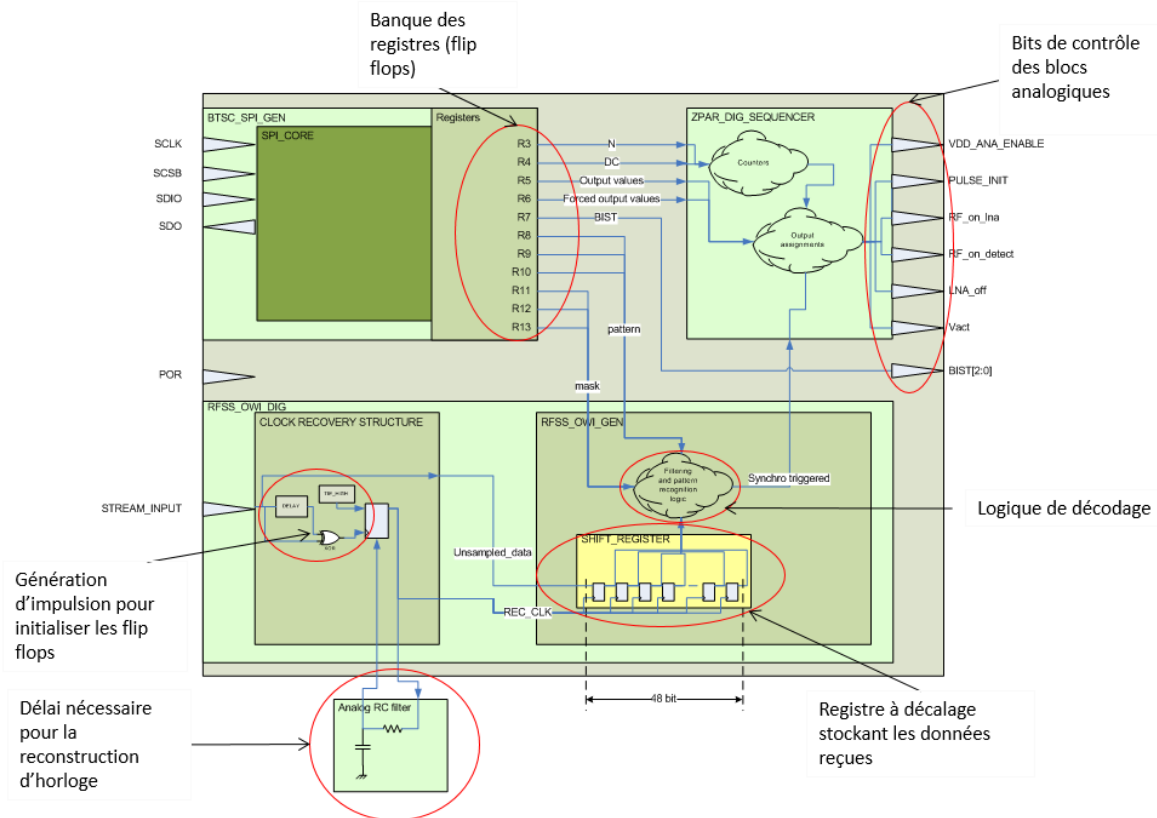 Banque des
registres (flip
flops)
Bits de contrôle
des blocs
analogiques
BTSC_SPI_GEN
SPI_CORE
Registers
ZPAR_DIG_SEQUENCER
SCLK
SCSB
SDIO
SDO
POR
STREAM_INPUT
R3
R4
R5
R6
R7
R8
R9
R10
R11
R12
R13
N
DC
Output values
Forced output values
BIST
pattern
mask
Counters
Output
assignments
VDD_ANA_ENABLE
PULSE_INIT
RF_on_lna
RF_on_detect
LNA_off
Vact
BIST[2:0]
RFSS_OWI_DIG
CLOCK RECOVERY STRUCTURE
RFSS_OWI_GEN
DELAY
TIE_HIGH
XOR
Filtering
and pattern
recognition
logic
Synchro triggered
Unsampled_data
SHIFT_REGISTER
REC_CLK
48 bit
Analog RC filter
Logique de décodage
Génération
d'impulsion pour
initialiser les flip
flops
Délai nécessaire
pour la
reconstruction
d'horloge
Registre à décalage
stockant les données
reçues